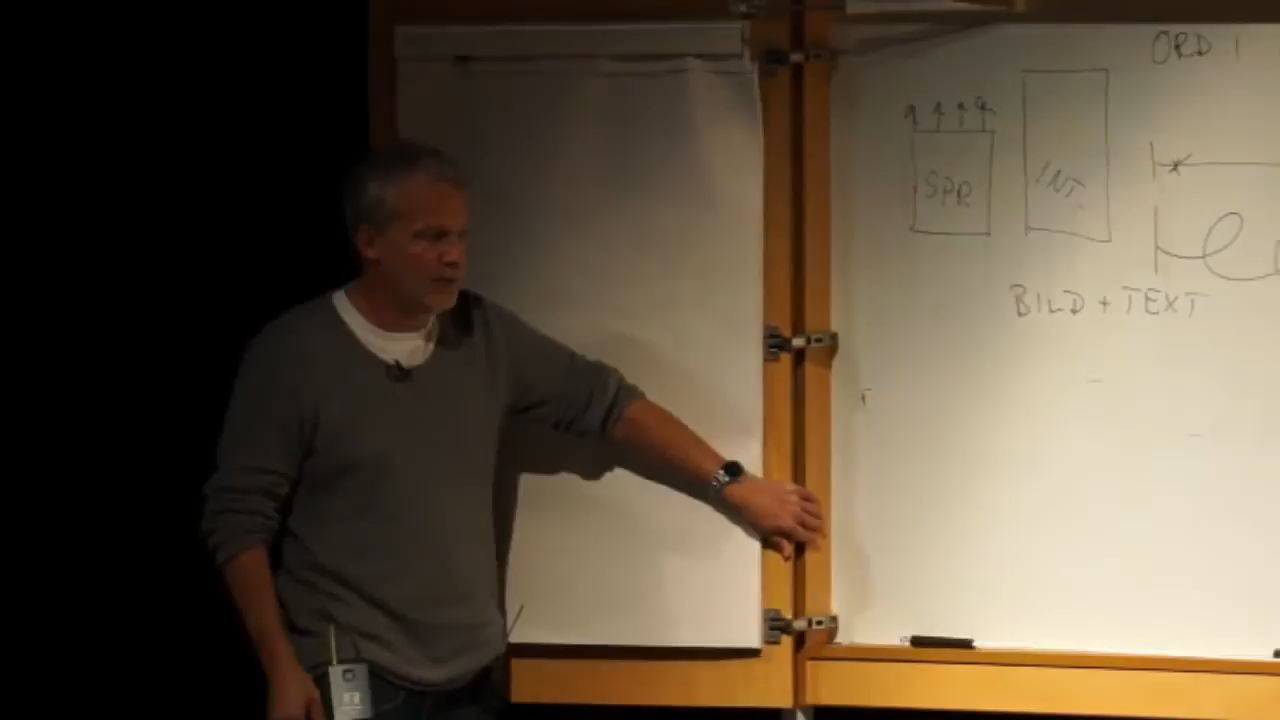 ORD I
SPR
INT.
BILD + TEXT